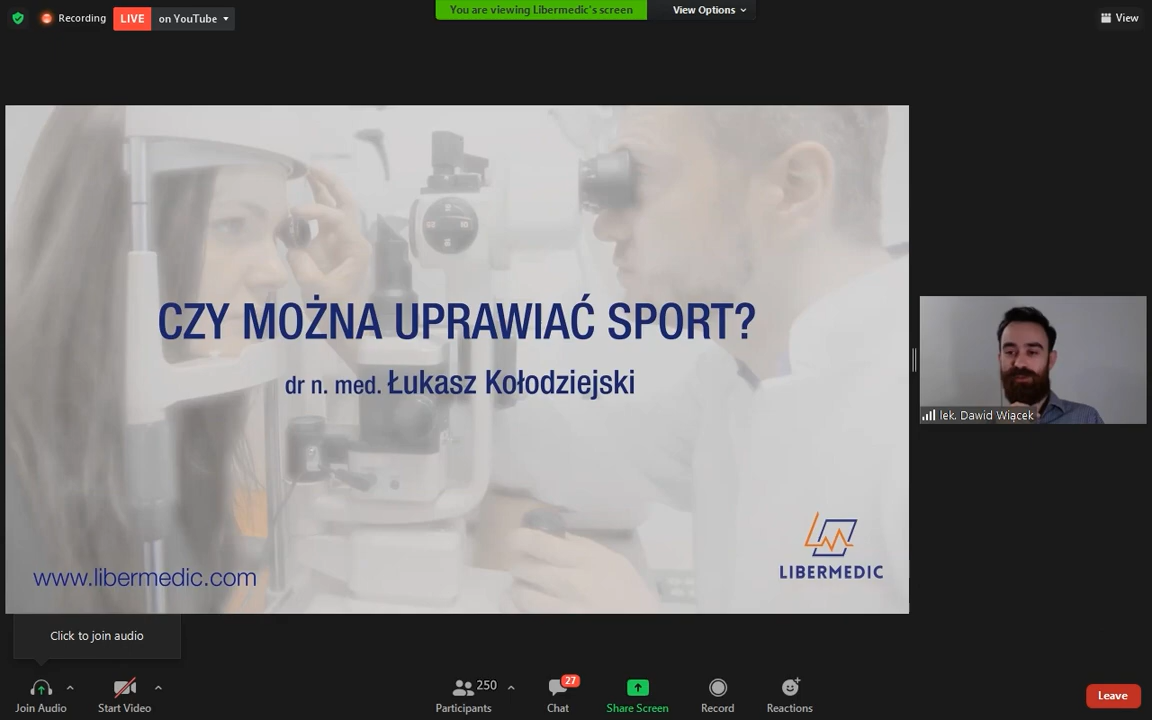 Recording
LIVE on YouTube
You are viewing Libermedic's screen
View Options
View
CZY MOŻNA UPRAWIAĆ SPORT?
dr n. med. Łukasz Kołodziejski
lek. Dawid Wiącek
www.libermedic.com
LIBERMEDIC
Click to join audio
Join Audio
Start Video
250
Participants
27
Chat
Share Screen
Record
Reactions
Leave